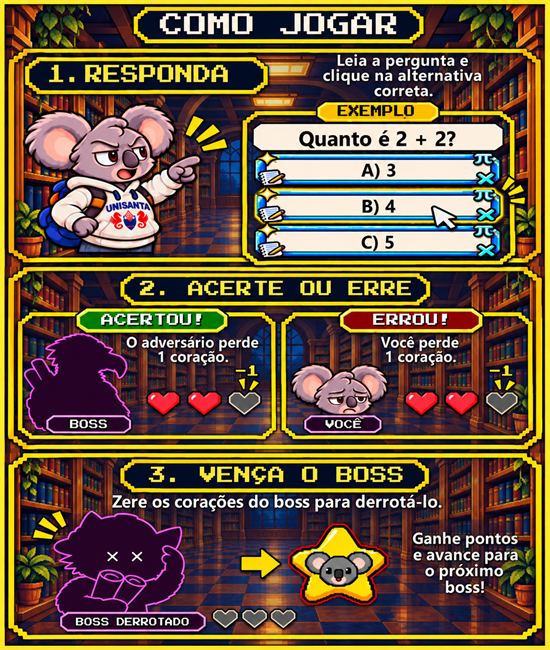 COMO JOGAR
1. RESPONDA
Leia a pergunta e
clique na alternativa
correta.
EXEMPLO
Quanto é 2 + 2?
A) 3
B) 4
C) 5
UNISANTA
2. ACERTE OU ERRE
ACERTOU!
O adversário perde
1 coração.
-1
BOSS
ERROU!
Você perde
1 coração.
-1
VOCÊ
3. VENÇA O BOSS
Zere os corações do boss para derrotá-lo.
Ganhe pontos
e avance para
o próximo
boss!
BOSS DERROTADO